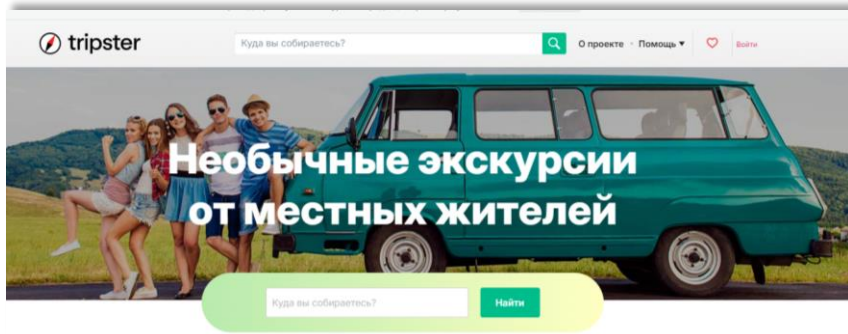 tripster
Куда вы собираетесь?
О проекте · Помощь ▾
Войти
Необычные экскурсии
от местных жителей
Куда вы собираетесь?
Найти